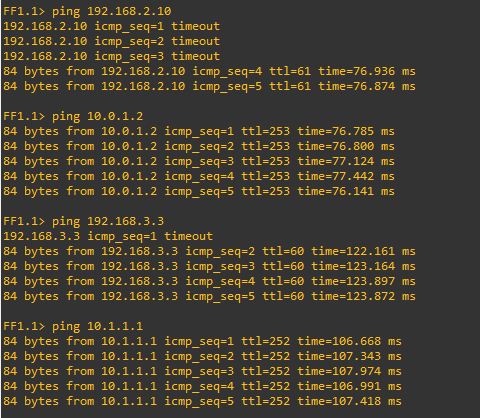 FF1.1> ping 192.168.2.10
192.168.2.10 icmp_seq=1 timeout
192.168.2.10 icmp_seq=2 timeout
192.168.2.10 icmp_seq=3 timeout
84 bytes from 192.168.2.10 icmp_seq=4 ttl=61 time=76.936 ms
84 bytes from 192.168.2.10 icmp_seq=5 ttl=61 time=76.874 ms
FF1.1> ping 10.0.1.2
84 bytes from 10.0.1.2 icmp_seq=1 ttl=253 time=76.785 ms
84 bytes from 10.0.1.2 icmp_seq=2 ttl=253 time=76.800 ms
84 bytes from 10.0.1.2 icmp_seq=3 ttl=253 time=77.124 ms
84 bytes from 10.0.1.2 icmp_seq=4 ttl=253 time=77.442 ms
84 bytes from 10.0.1.2 icmp_seq=5 ttl=253 time=76.141 ms
FF1.1> ping 192.168.3.3
192.168.3.3 icmp_seq=1 timeout
84 bytes from 192.168.3.3 icmp_seq=2 ttl=60 time=122.161 ms
84 bytes from 192.168.3.3 icmp_seq=3 ttl=60 time=123.164 ms
84 bytes from 192.168.3.3 icmp_seq=4 ttl=60 time=123.897 ms
84 bytes from 192.168.3.3 icmp_seq=5 ttl=60 time=123.872 ms
FF1.1> ping 10.1.1.1
84 bytes from 10.1.1.1 icmp_seq=1 ttl=252 time=106.668 ms
84 bytes from 10.1.1.1 icmp_seq=2 ttl=252 time=107.343 ms
84 bytes from 10.1.1.1 icmp_seq=3 ttl=252 time=107.974 ms
84 bytes from 10.1.1.1 icmp_seq=4 ttl=252 time=106.991 ms
84 bytes from 10.1.1.1 icmp_seq=5 ttl=252 time=107.418 ms